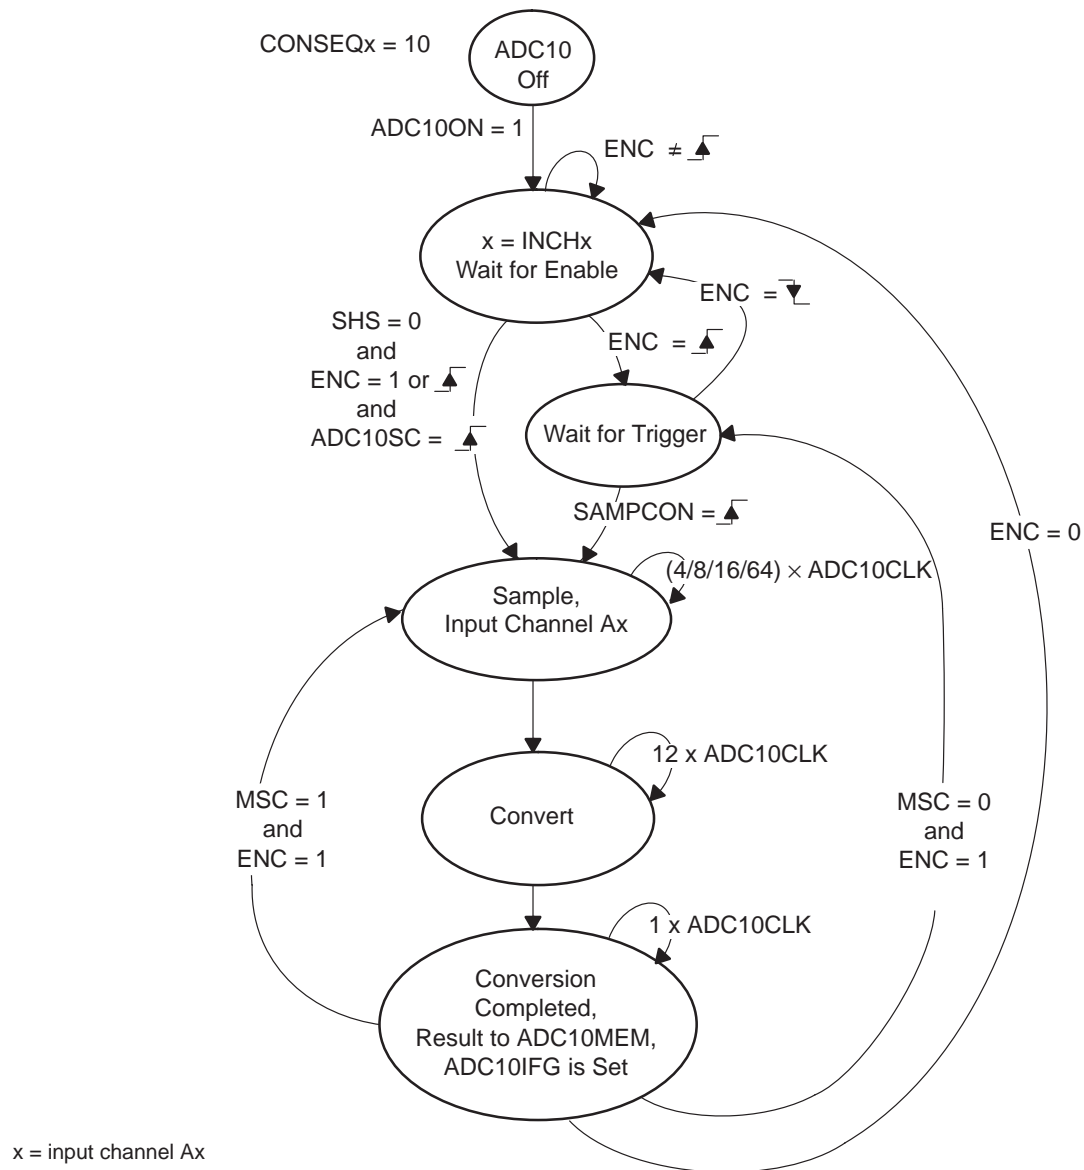 CONSEQx = 10
ADC10
Off
ADC10ON = 1
ENC ≠
x = INCHx
Wait for Enable
ENC =
SHS = 0
and
ENC = 1 or
and
ADC10SC =
ENC =
Wait for Trigger
SAMPCON =
ENC = 0
(4/8/16/64) × ADC10CLK
Sample,
Input Channel Ax
12 x ADC10CLK
Convert
MSC = 1
and
ENC = 1
MSC = 0
and
ENC = 1
1 x ADC10CLK
Conversion
Completed,
Result to ADC10MEM,
ADC10IFG is Set
x = input channel Ax